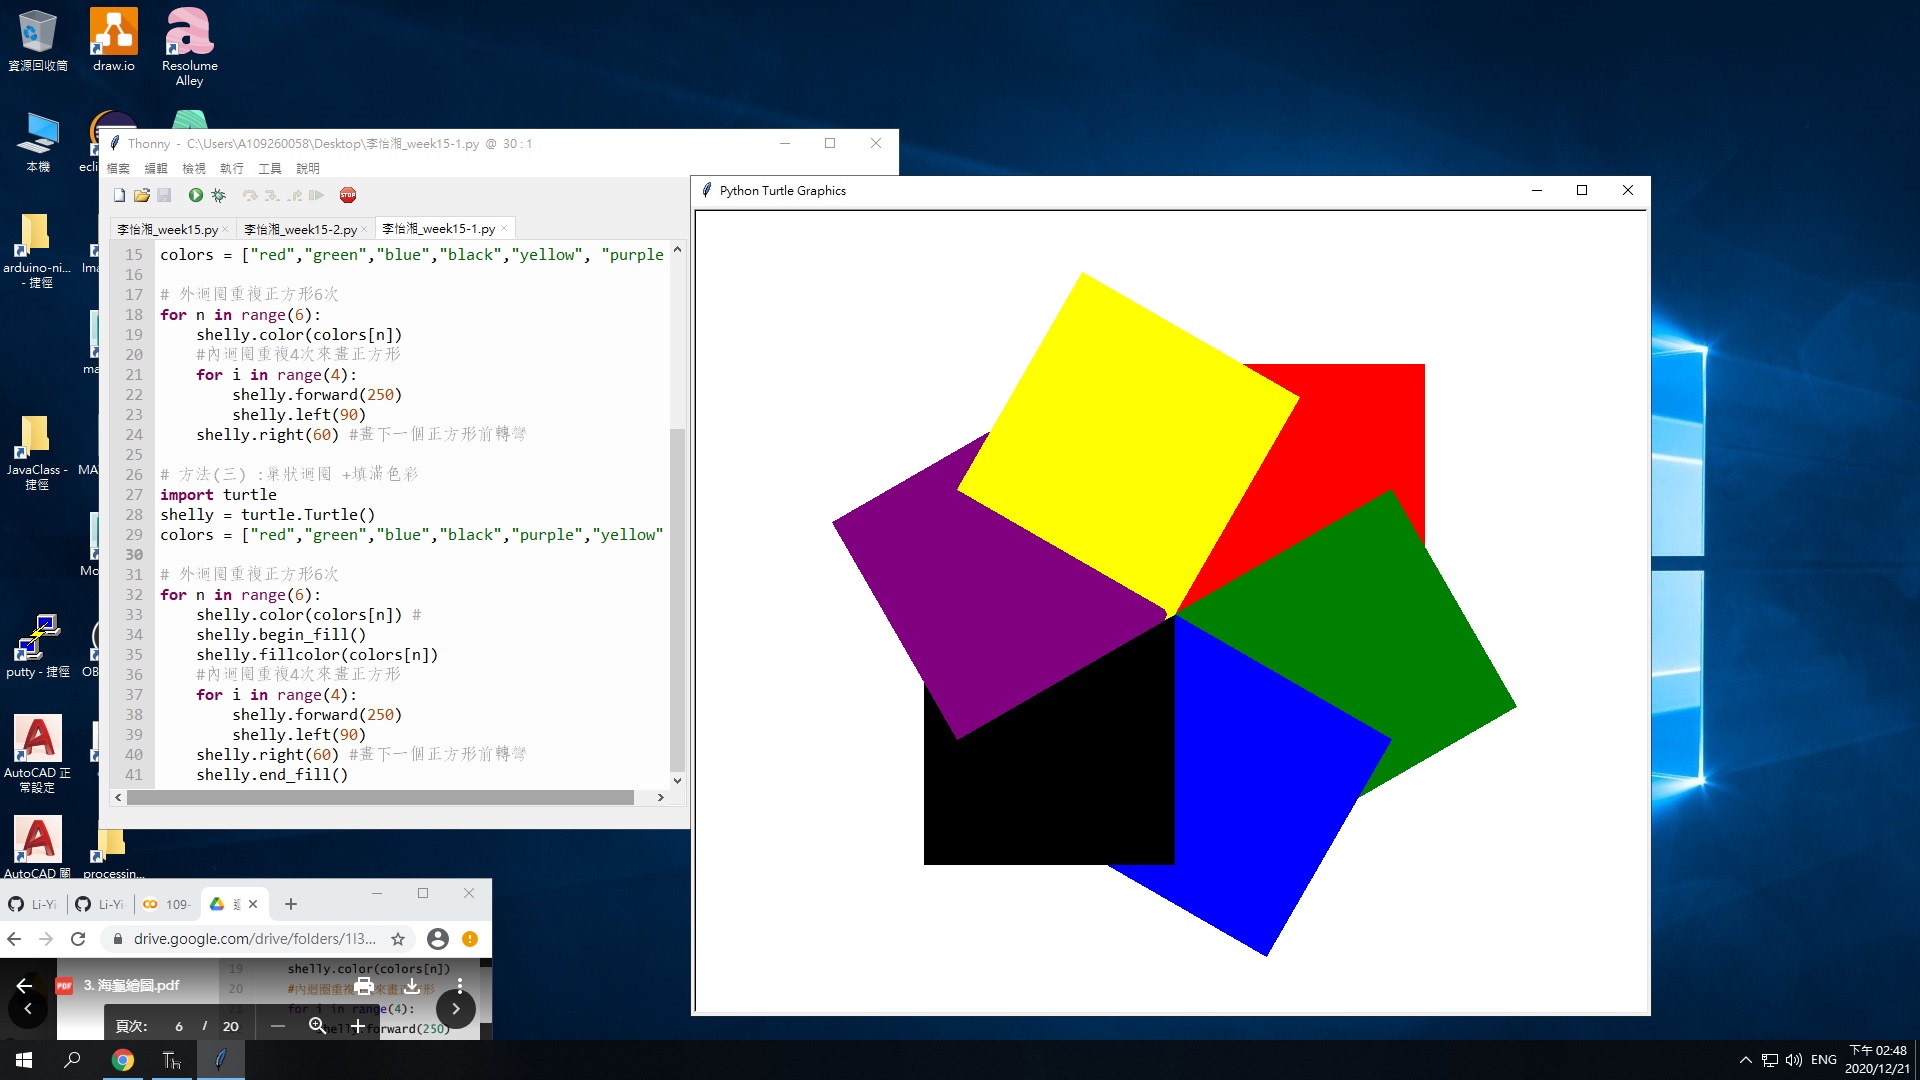 資源回收筒
draw.io
Resolume Alley
本機
ecli
arduino-ni... - 捷徑
Ima
ma
JavaClass - 捷徑
MA
Mo
putty - 捷徑
OB
AutoCAD 正常設定
AutoCAD
processin...
Thonny - C:\Users\A109260058\Desktop\李怡湘_week15-1.py @ 30 : 1
檔案 編輯 檢視 執行 工具 說明
STOP
李怡湘_week15.py × 李怡湘_week15-2.py × 李怡湘_week15-1.py ×
15 colors = ["red","green","blue","black","yellow", "purple
16
17 # 外迴圈重複正方形6次
18 for n in range(6):
19 shelly.color(colors[n])
20 #內迴圈重複4次來畫正方形
21 for i in range(4):
22 shelly.forward(250)
23 shelly.left(90)
24 shelly.right(60) #畫下一個正方形前轉彎
25
26 # 方法(三) :巢狀迴圈 +填滿色彩
27 import turtle
28 shelly = turtle.Turtle()
29 colors = ["red","green","blue","black","purple","yellow"
30
31 # 外迴圈重複正方形6次
32 for n in range(6):
33 shelly.color(colors[n]) #
34 shelly.begin_fill()
35 shelly.fillcolor(colors[n])
36 #內迴圈重複4次來畫正方形
37 for i in range(4):
38 shelly.forward(250)
39 shelly.left(90)
40 shelly.right(60) #畫下一個正方形前轉彎
41 shelly.end_fill()
Python Turtle Graphics
Li-Yi Li-Yi 109-
drive.google.com/drive/folders/1I3...
PDF 3. 海龜繪圖.pdf
19 shelly.color(colors[n])
20 #內迴圈重複
21 for i in range(4):
shelly.forward(250)
頁次: 6 / 20
ENG
下午 02:48
2020/12/21